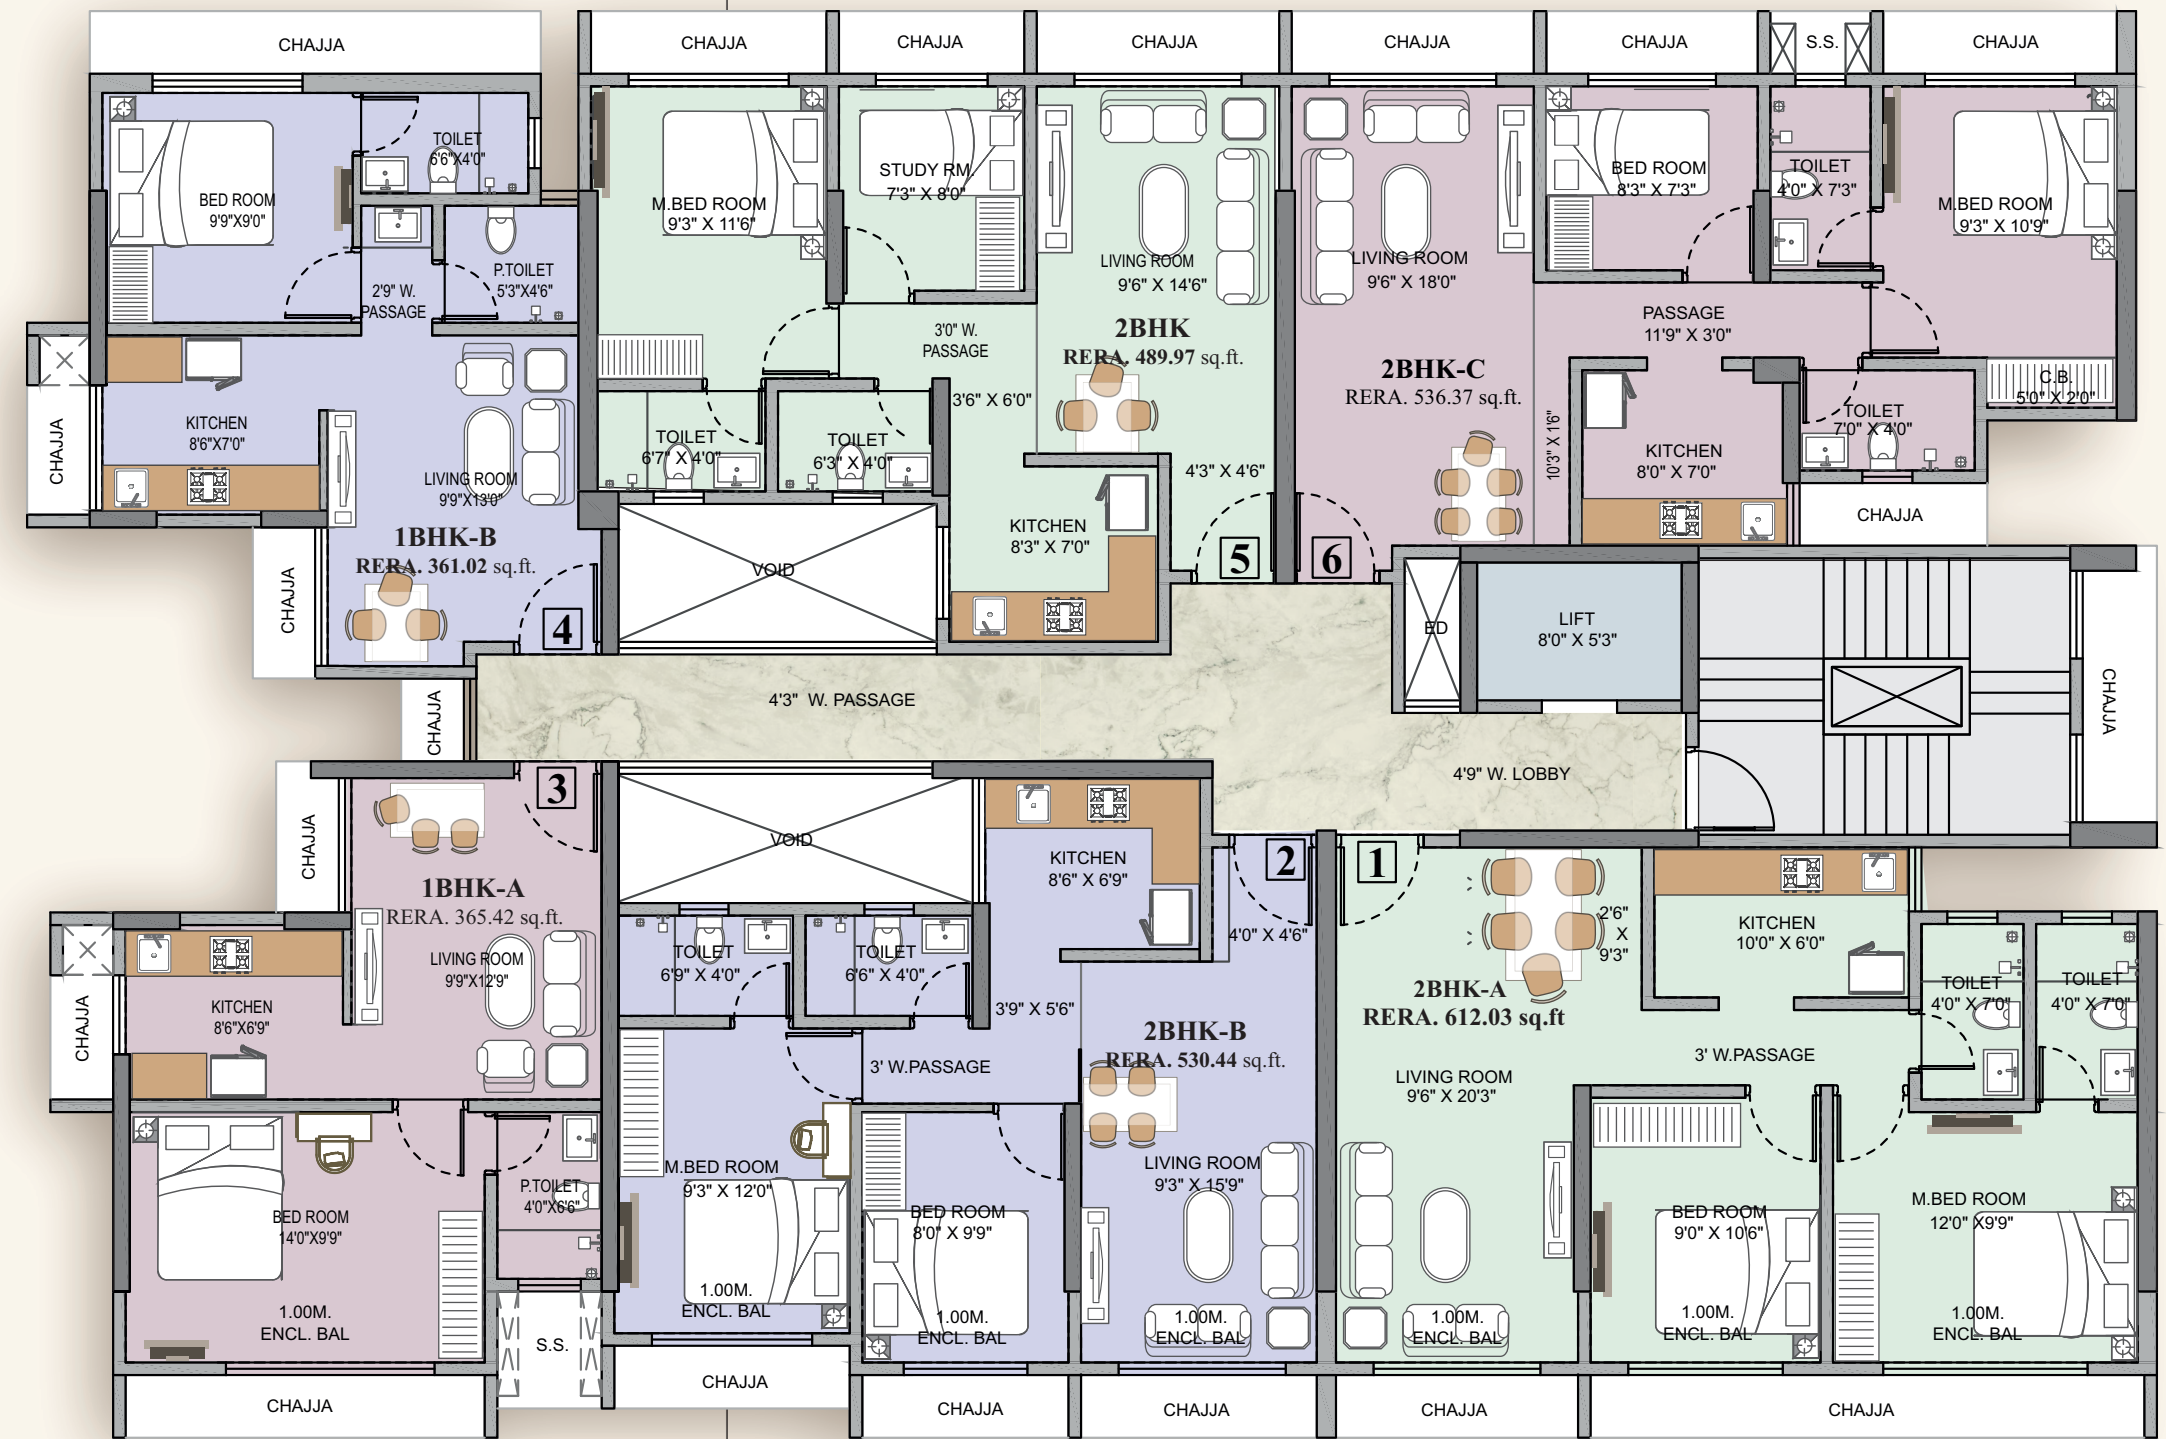 CHAJJA
CHAJJA
CHAJJA
CHAJJA
CHAJJA
CHAJJA
S.S.
CHAJJA
TOILET
6'6"X4'0"
BED ROOM
9'9"X9'0"
P.TOILET
5'3"X4'6"
2'9" W.
PASSAGE
KITCHEN
8'6"X7'0"
CHAJJA
LIVING ROOM
9'9"X13'0"
1BHK-B
RERA. 361.02 sq.ft.
CHAJJA
4
M.BED ROOM
9'3" X 11'6"
STUDY RM.
7'3" X 8'0"
LIVING ROOM
9'6" X 14'6"
2BHK
RERA. 489.97 sq.ft.
3'0" W.
PASSAGE
3'6" X 6'0"
TOILET
6'7" X 4'0"
TOILET
6'3" X 4'0"
4'3" X 4'6"
KITCHEN
8'3" X 7'0"
VOID
5
LIVING ROOM
9'6" X 18'0"
BED ROOM
8'3" X 7'3"
TOILET
4'0" X 7'3"
M.BED ROOM
9'3" X 10'9"
PASSAGE
11'9" X 3'0"
2BHK-C
RERA. 536.37 sq.ft.
C.B.
5'0" X 2'0"
10'3" X 1'6"
KITCHEN
8'0" X 7'0"
TOILET
7'0" X 4'0"
CHAJJA
6
ED
LIFT
8'0" X 5'3"
CHAJJA
CHAJJA
4'3" W. PASSAGE
4'9" W. LOBBY
3
CHAJJA
1BHK-A
RERA. 365.42 sq.ft.
LIVING ROOM
9'9"X12'9"
KITCHEN
8'6"X6'9"
CHAJJA
BED ROOM
14'0"X9'9"
P.TOILET
4'0"X6'6"
1.00M.
ENCL. BAL
S.S.
CHAJJA
VOID
KITCHEN
8'6" X 6'9"
2
TOILET
6'9" X 4'0"
TOILET
6'6" X 4'0"
4'0" X 4'6"
3'9" X 5'6"
2BHK-B
RERA. 530.44 sq.ft.
3' W.PASSAGE
M.BED ROOM
9'3" X 12'0"
BED ROOM
8'0" X 9'9"
LIVING ROOM
9'3" X 15'9"
1.00M.
ENCL. BAL
1.00M.
ENCL. BAL
1.00M.
ENCL. BAL
CHAJJA
CHAJJA
CHAJJA
1
2'6"
X
9'3"
KITCHEN
10'0" X 6'0"
2BHK-A
RERA. 612.03 sq.ft
TOILET
4'0" X 7'0"
TOILET
4'0" X 7'0"
3' W.PASSAGE
LIVING ROOM
9'6" X 20'3"
BED ROOM
9'0" X 10'6"
M.BED ROOM
12'0" X9'9"
1.00M.
ENCL. BAL
1.00M.
ENCL. BAL
1.00M.
ENCL. BAL
CHAJJA
CHAJJA